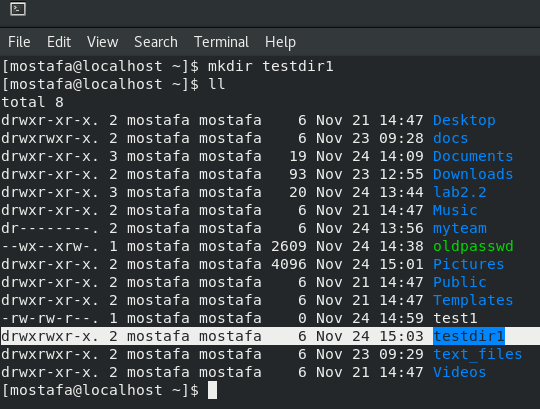 File Edit View Search Terminal Help
[mostafa@localhost ~]$ mkdir testdir1
[mostafa@localhost ~]$ ll
total 8
drwxr-xr-x. 2 mostafa mostafa    6 Nov 21 14:47 Desktop
drwxrwxr-x. 2 mostafa mostafa    6 Nov 23 09:28 docs
drwxr-xr-x. 3 mostafa mostafa   19 Nov 24 14:09 Documents
drwxr-xr-x. 2 mostafa mostafa   93 Nov 23 12:55 Downloads
drwxr-xr-x. 3 mostafa mostafa   20 Nov 24 13:44 lab2.2
drwxr-xr-x. 2 mostafa mostafa    6 Nov 21 14:47 Music
dr--------. 2 mostafa mostafa    6 Nov 24 13:56 myteam
--wx--xrw-. 1 mostafa mostafa 2609 Nov 24 14:38 oldpasswd
drwxr-xr-x. 2 mostafa mostafa 4096 Nov 24 15:01 Pictures
drwxr-xr-x. 2 mostafa mostafa    6 Nov 21 14:47 Public
drwxr-xr-x. 2 mostafa mostafa    6 Nov 21 14:47 Templates
-rw-rw-r--. 1 mostafa mostafa    0 Nov 24 14:59 test1
drwxrwxr-x. 2 mostafa mostafa    6 Nov 24 15:03 testdir1
drwxrwxr-x. 2 mostafa mostafa    6 Nov 23 09:29 text_files
drwxr-xr-x. 2 mostafa mostafa    6 Nov 21 14:47 Videos
[mostafa@localhost ~]$